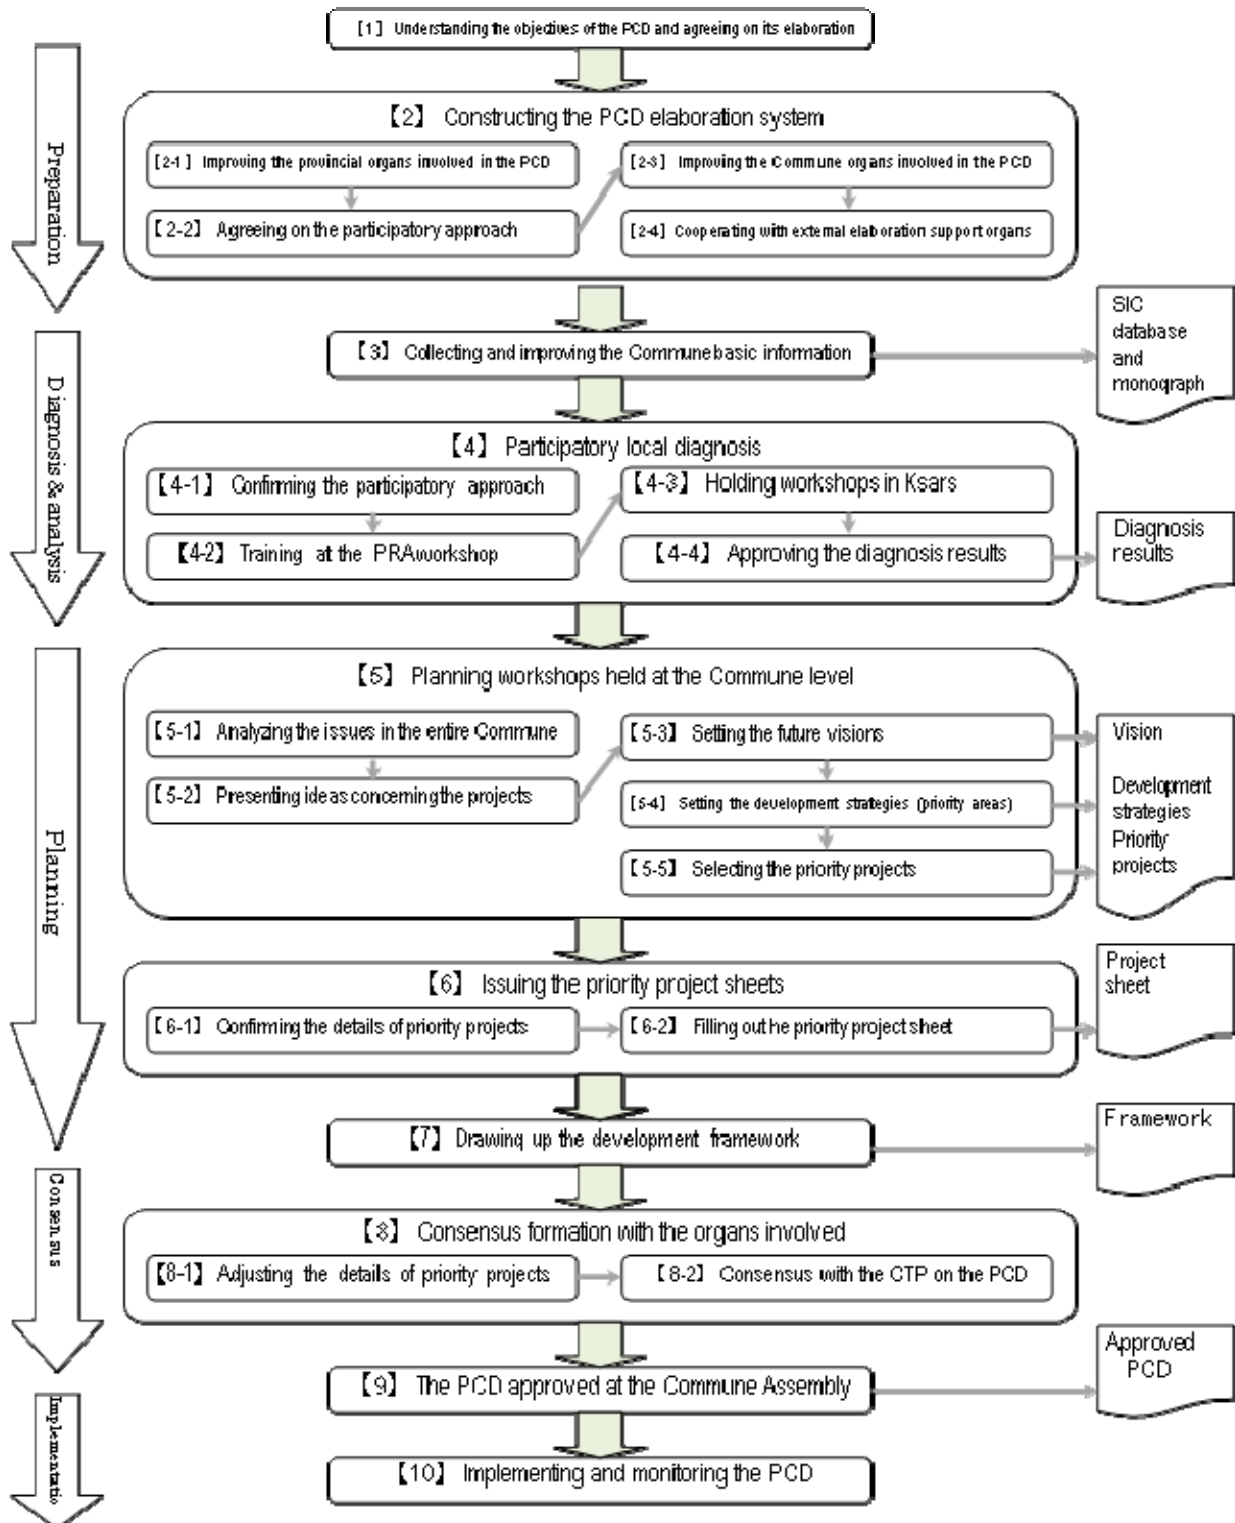 [1] Understanding the objectives of the PCD and agreeing on its elaboration
Preparation
【2】 Constructing the PCD elaboration system
[2-1] Improving the provincial organs involved in the PCD
[2-2] Agreeing on the participatory approach
[2-3] Improving the Commune organs involved in the PCD
[2-4] Cooperating with external elaboration support organs
【3】 Collecting and improving the Commune basic information
SIC
database
and
monograph
Diagnosis & analysis
【4】 Participatory local diagnosis
【4-1】 Confirming the participatory approach
【4-2】 Training at the PRA workshop
【4-3】 Holding workshops in Ksars
【4-4】 Approving the diagnosis results
Diagnosis
results
Planning
【5】 Planning workshops held at the Commune level
【5-1】 Analyzing the issues in the entire Commune
【5-2】 Presenting ideas concerning the projects
【5-3】 Setting the future visions
[5-4] Setting the development strategies (priority areas)
【5-5】 Selecting the priority projects
Vision
Development
strategies
Priority
projects
【6】 Issuing the priority project sheets
【6-1】 Confirming the details of priority projects
【6-2】 Filling out he priority project sheet
Project
sheet
【7】 Drawing up the development framework
Framework
Consensus
【8】 Consensus formation with the organs involved
【8-1】 Adjusting the details of priority projects
【8-2】 Consensus with the CTP on the PCD
【9】 The PCD approved at the Commune Assembly
Approved
PCD
Implementatio
【10】 Implementing and monitoring the PCD